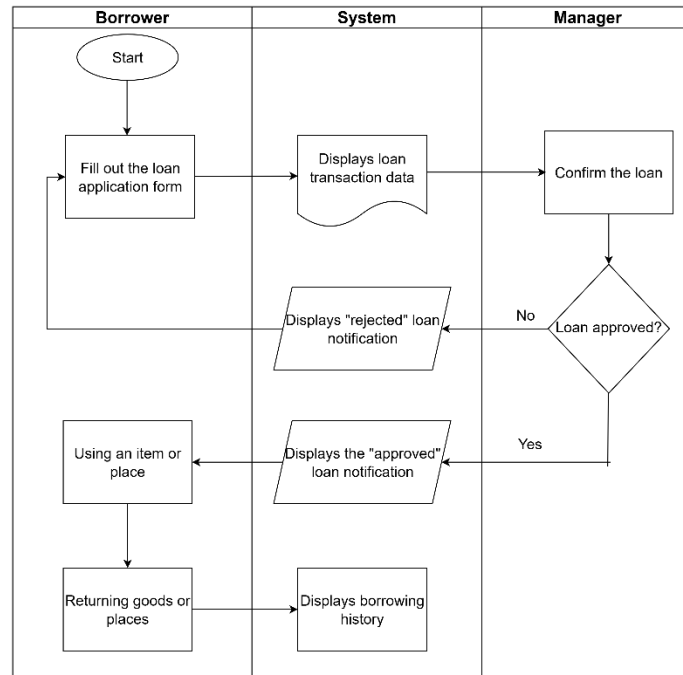 Borrower
System
Manager
Start
Fill out the loan
application form
Displays loan
transaction data
Confirm the loan
Displays "rejected" loan
notification
No
Loan approved?
Using an item or
place
Displays the "approved"
loan notification
Yes
Returning goods or
places
Displays borrowing
history